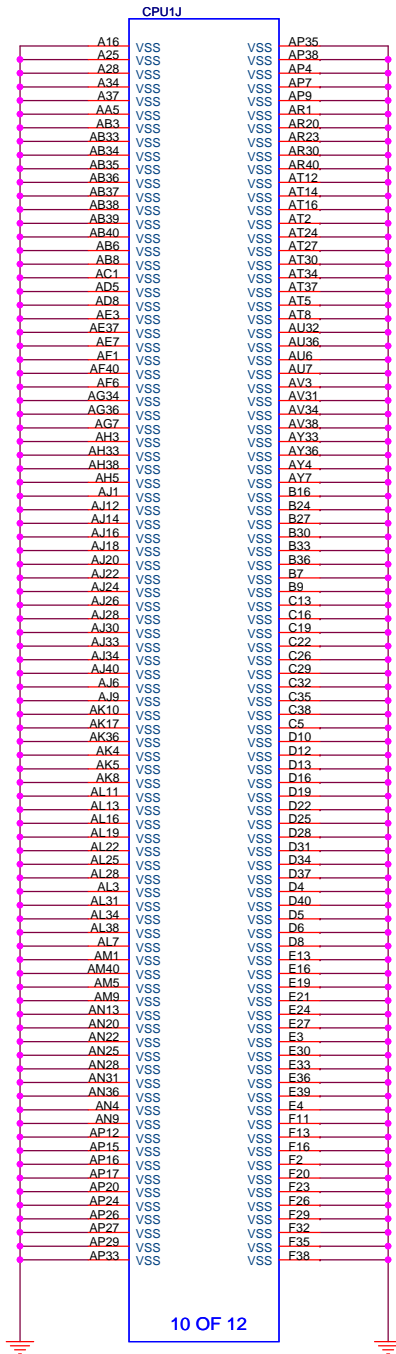 CPU1J
A16 VSS VSS AP35
A25 VSS VSS AP38
A28 VSS VSS AP4
A34 VSS VSS AP7
A37 VSS VSS AP9
AA5 VSS VSS AR1
AB3 VSS VSS AR20
AB33 VSS VSS AR23
AB34 VSS VSS AR30
AB35 VSS VSS AR40
AB36 VSS VSS AT12
AB37 VSS VSS AT14
AB38 VSS VSS AT16
AB39 VSS VSS AT2
AB40 VSS VSS AT24
AB6 VSS VSS AT27
AB8 VSS VSS AT30
AC1 VSS VSS AT34
AD5 VSS VSS AT37
AD8 VSS VSS AT5
AE3 VSS VSS AT8
AE37 VSS VSS AU32
AE7 VSS VSS AU36
AF1 VSS VSS AU6
AF40 VSS VSS AU7
AF6 VSS VSS AV3
AG34 VSS VSS AV31
AG36 VSS VSS AV34
AG7 VSS VSS AV38
AH3 VSS VSS AY33
AH33 VSS VSS AY36
AH38 VSS VSS AY4
AH5 VSS VSS AY7
AJ1 VSS VSS B16
AJ12 VSS VSS B24
AJ14 VSS VSS B27
AJ16 VSS VSS B30
AJ18 VSS VSS B33
AJ20 VSS VSS B36
AJ22 VSS VSS B7
AJ24 VSS VSS B9
AJ26 VSS VSS C13
AJ28 VSS VSS C16
AJ30 VSS VSS C19
AJ33 VSS VSS C22
AJ34 VSS VSS C26
AJ40 VSS VSS C29
AJ6 VSS VSS C32
AJ9 VSS VSS C35
AK10 VSS VSS C38
AK17 VSS VSS C5
AK36 VSS VSS D10
AK4 VSS VSS D12
AK5 VSS VSS D13
AK8 VSS VSS D16
AL11 VSS VSS D19
AL13 VSS VSS D22
AL16 VSS VSS D25
AL19 VSS VSS D28
AL22 VSS VSS D31
AL25 VSS VSS D34
AL28 VSS VSS D37
AL3 VSS VSS D4
AL31 VSS VSS D40
AL34 VSS VSS D5
AL38 VSS VSS D6
AL7 VSS VSS D8
AM1 VSS VSS E13
AM40 VSS VSS E16
AM5 VSS VSS E19
AM9 VSS VSS E21
AN13 VSS VSS E24
AN20 VSS VSS E27
AN22 VSS VSS E3
AN25 VSS VSS E30
AN28 VSS VSS E33
AN31 VSS VSS E36
AN36 VSS VSS E39
AN4 VSS VSS E4
AN9 VSS VSS F11
AP12 VSS VSS F13
AP15 VSS VSS F16
AP16 VSS VSS F2
AP17 VSS VSS F20
AP20 VSS VSS F23
AP24 VSS VSS F26
AP26 VSS VSS F29
AP27 VSS VSS F32
AP29 VSS VSS F35
AP33 VSS VSS F38
10 OF 12